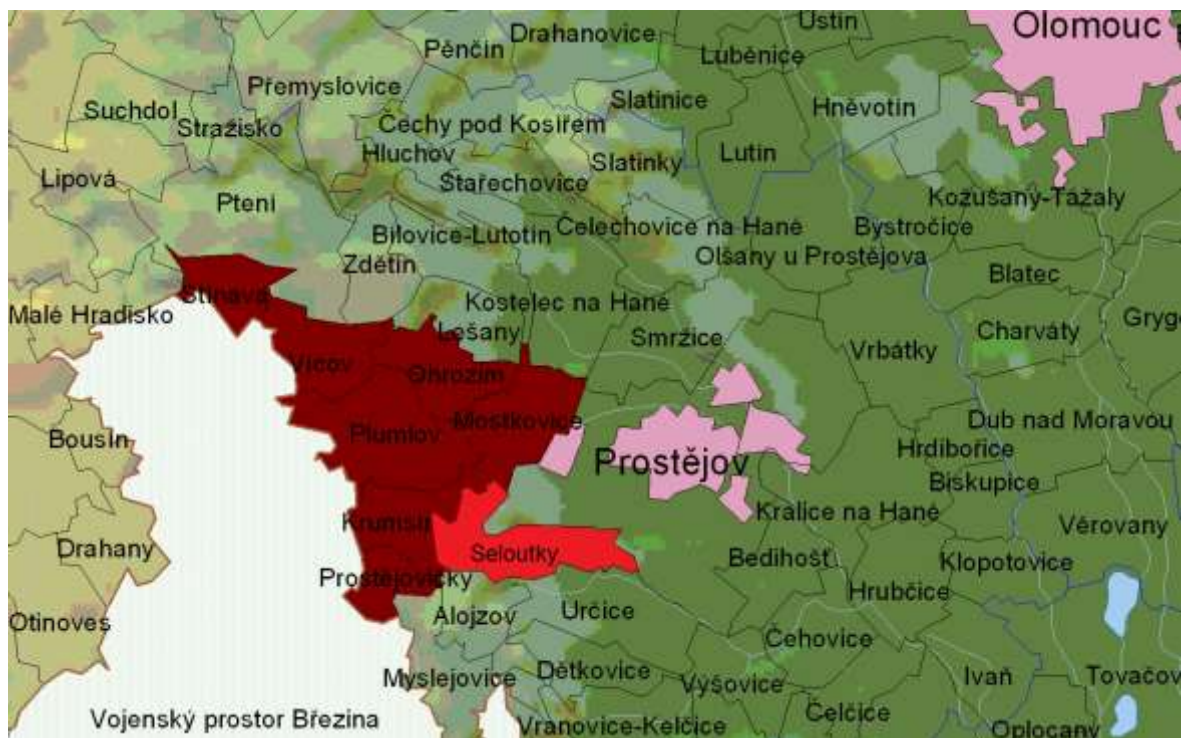 Ústín
Olomouc
Drahanovice
Pěnčín
Luběnice
Přemyslovice
Suchdol
Slatinice
Hněvotín
Stražisko
Čechy pod Kosířem
Hluchov
Slatinky
Lutín
Lipová
Stařechovice
Kožušany-Tážaly
Ptení
Čelechovice na Hané
Bystročice
Bílovice-Lutotín
Olšany u Prostějova
Zdětín
Blatec
Stínava
Malé Hradisko
Kostelec na Hané
Lešany
Smržice
Charváty
Vrbátky
Vícov
Ohrozim
Mostkovice
Dub nad Moravou
Plumlov
Bousín
Hrdibořice
Prostějov
Biskupice
Krumsín
Kralice na Hané
Věrovany
Drahany
Seloutky
Bedihošť
Klopotovice
Prostějovičky
Hrubčice
Alojzov
Určice
Otinoves
Čehovice
Myslejovice
Dětkovice
Vyšovice
Ivaň
Tovačov
Vojenský prostor Březina
Vranovice-Kelčice
Čelčice
Oplocany